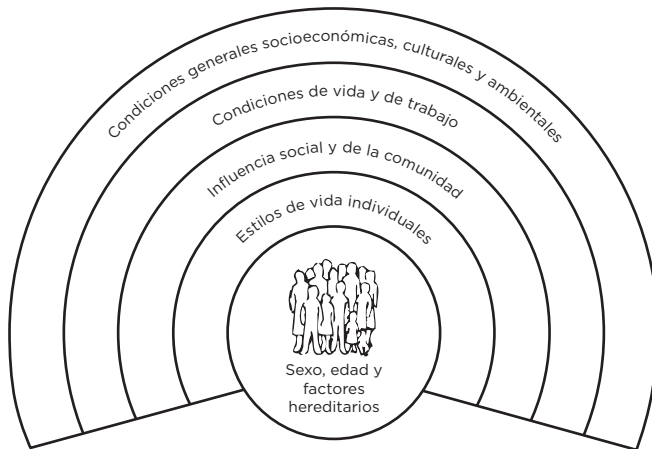 Condiciones generales socioeconómicas, culturales y ambientales
Condiciones de vida y de trabajo
Influencia social y de la comunidad
Estilos de vida individuales
Sexo, edad y
factores
hereditarios